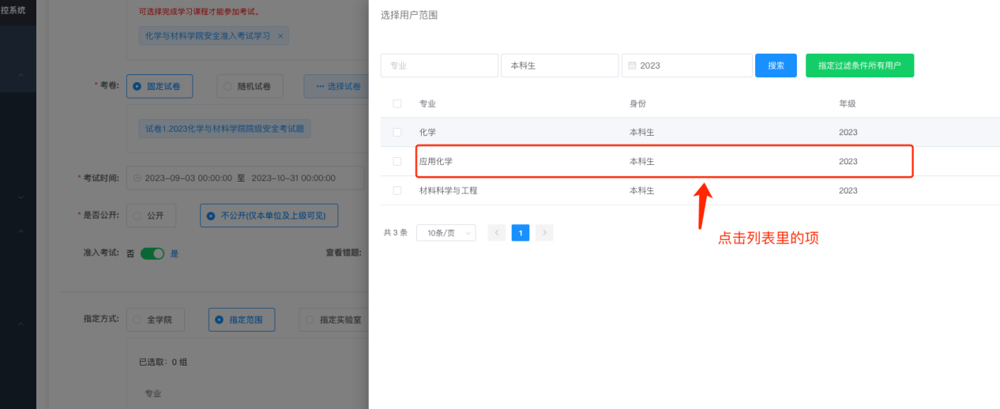 控系统
可选择完成学习课程才能参加考试。
化学与材料学院安全准入考试学习 ×
* 考卷: 固定试卷 随机试卷 ··· 选择试卷
试卷1.2023化学与材料学院院级安全考试题
* 考试时间: 2023-09-03 00:00:00 至 2023-10-31 00:00:00
* 是否公开: 公开 不公开(仅本单位及上级可见)
准入考试: 否 是 查看错题:
指定方式: 全学院 指定范围 指定实验室
已选取: 0 组
专业
选择用户范围
专业 本科生 2023 搜索 指定过滤条件所有用户
专业 身份 年级
化学 本科生 2023
应用化学 本科生 2023
材料科学与工程 本科生 2023
共 3 条 10条/页 < 1 >
点击列表里的项